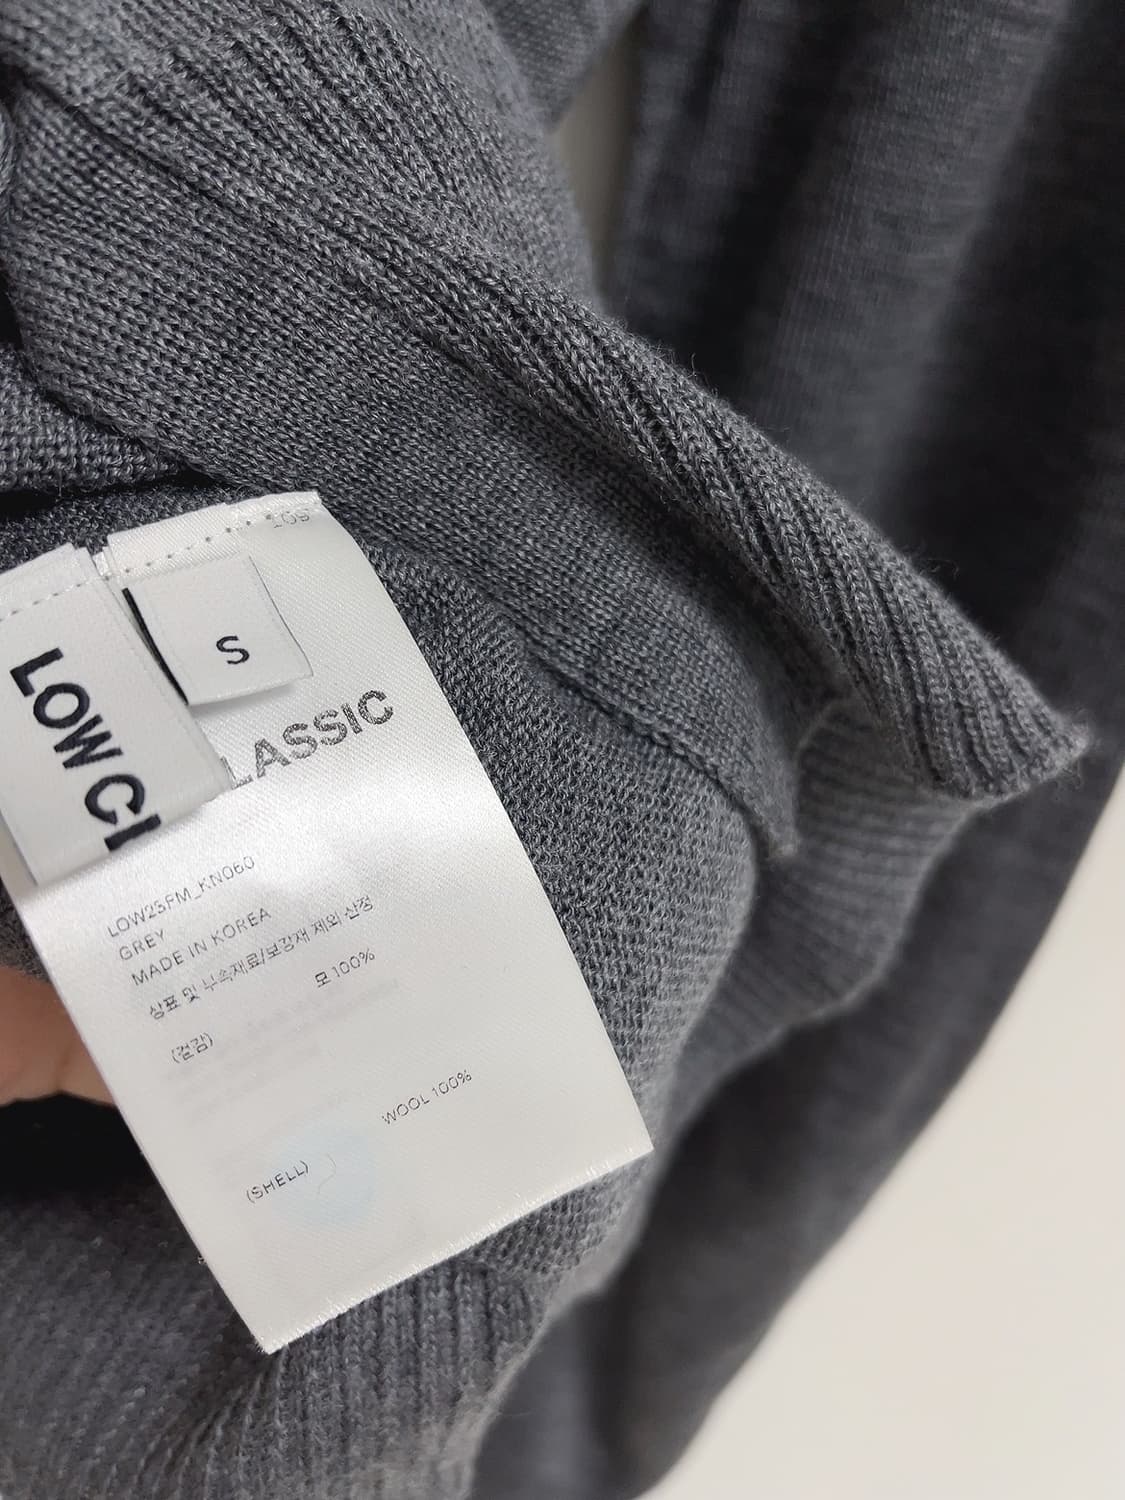 S
LOW CL
LASSIC
LOW23FM_KN060
GREY
MADE IN KOREA
상표 및 부속재료/보강재 제외 산정
모 100%
(겉감)
WOOL 100%
(SHELL)